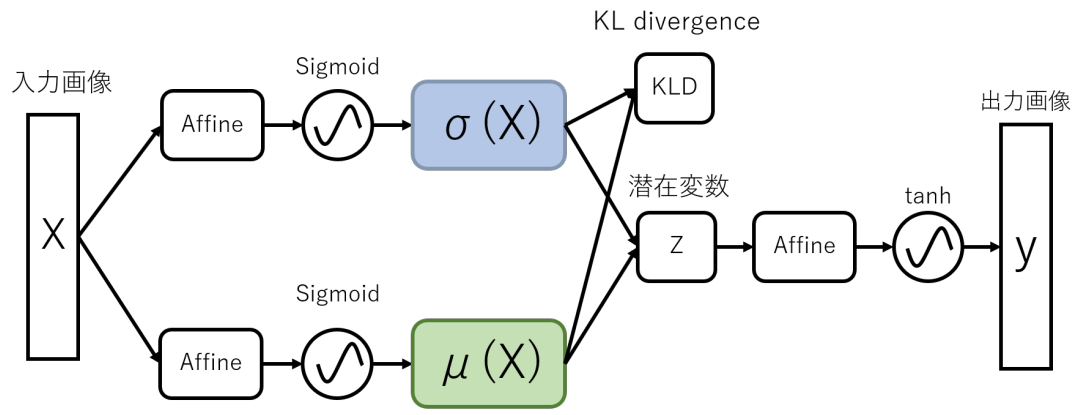 KL divergence
入力画像
Sigmoid
KLD
X
Affine
σ (X)
出力画像
潜在変数
tanh
Z
Affine
y
Sigmoid
Affine
μ (X)